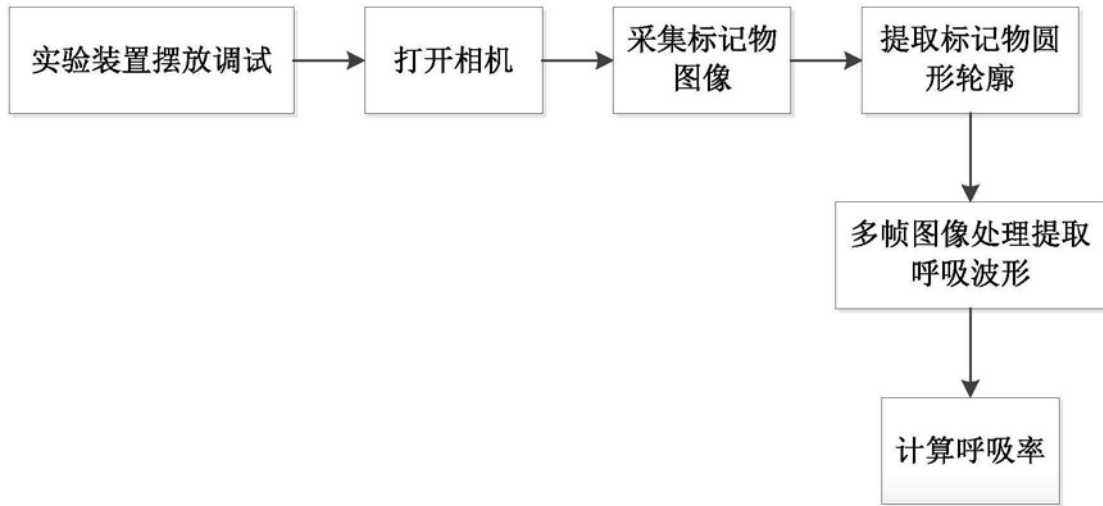 实验装置摆放调试
打开相机
采集标记物
图像
提取标记物圆
形轮廓
多帧图像处理提取
呼吸波形
计算呼吸率